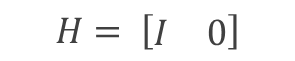 H = [I 0]